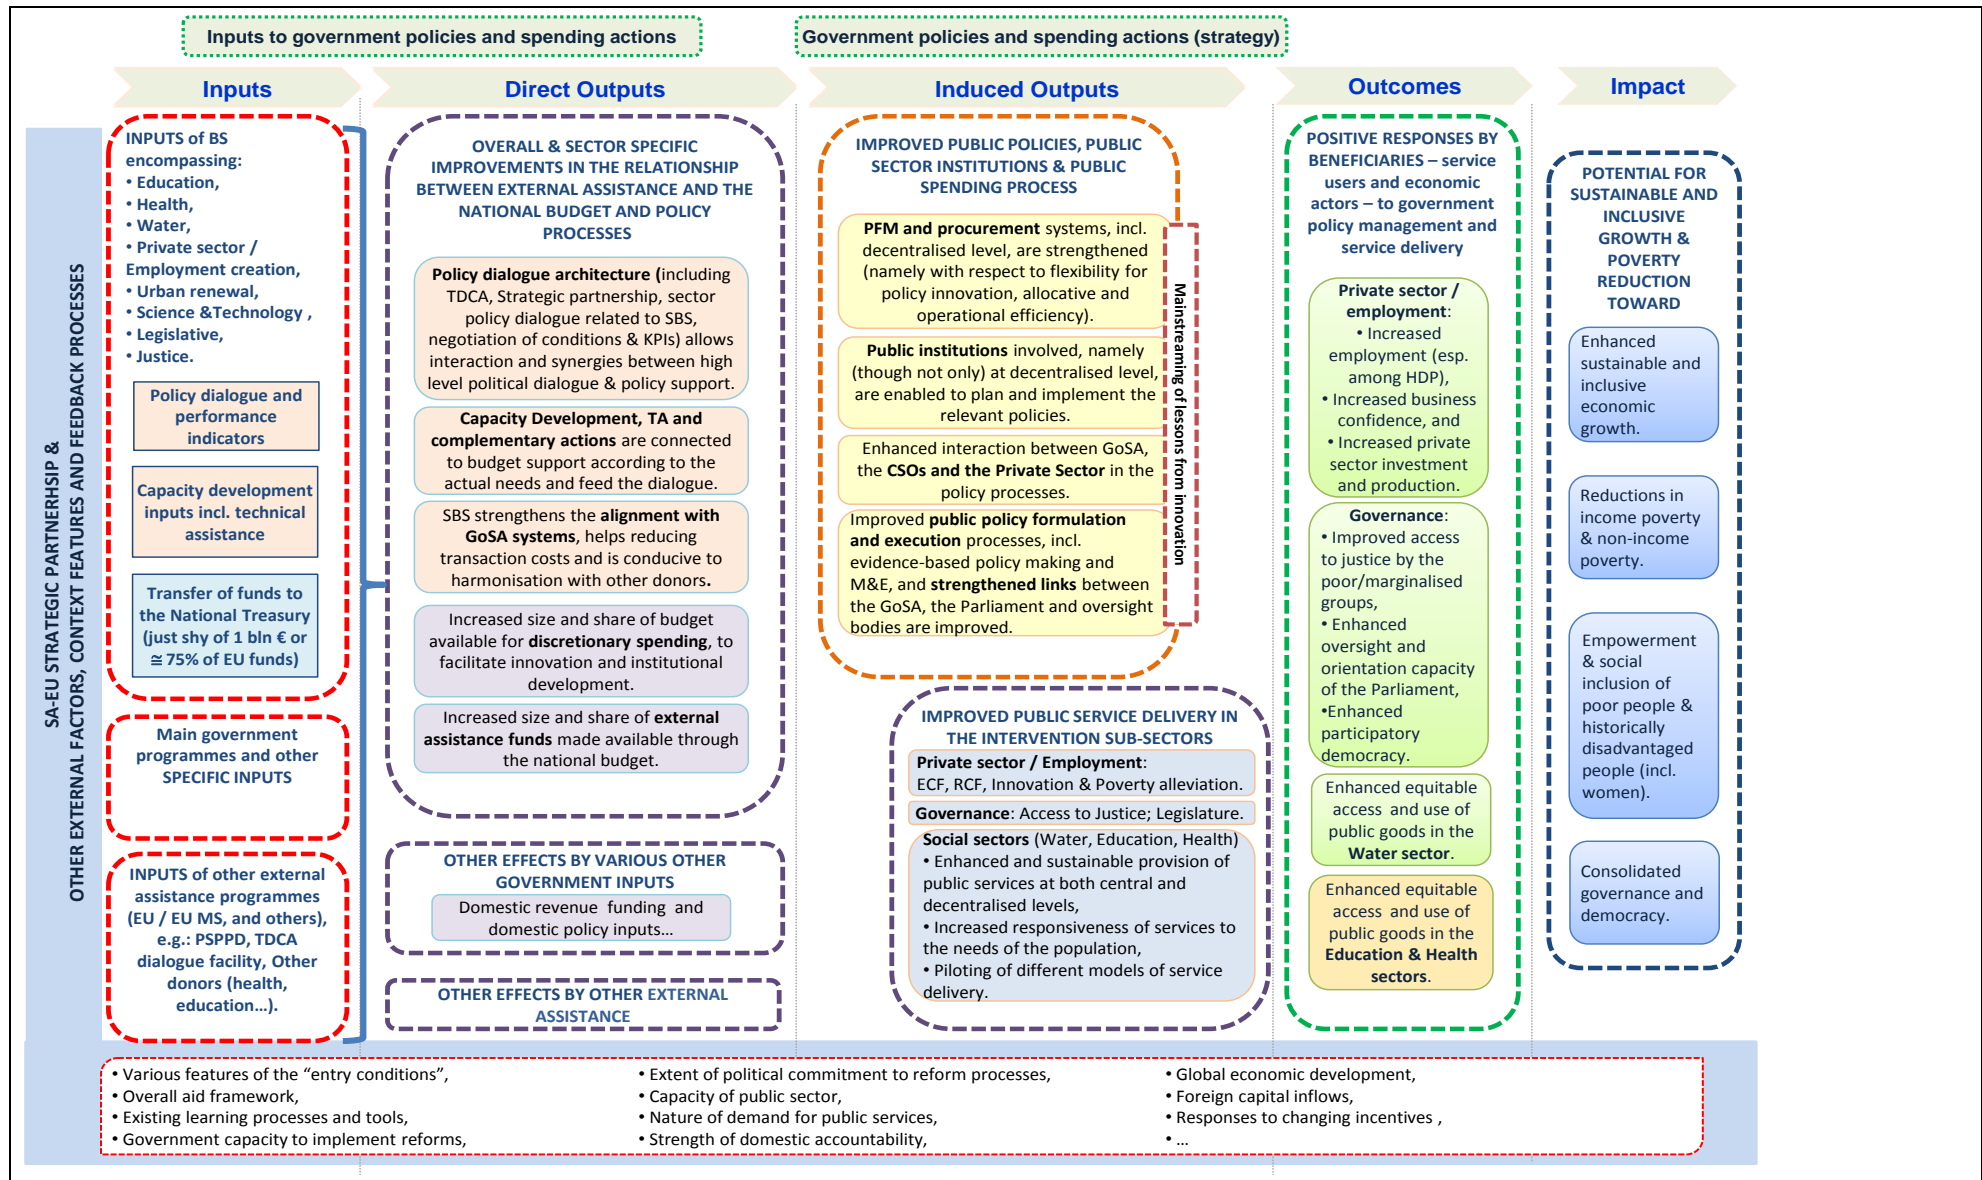 Inputs to government policies and spending actions
Government policies and spending actions (strategy)
Inputs
Direct Outputs
Induced Outputs
Outcomes
Impact
SA-EU STRATEGIC PARTNERHSIP &
OTHER EXTERNAL FACTORS, CONTEXT FEATURES AND FEEDBACK PROCESSES
INPUTS of BS
encompassing:
• Education,
• Health,
• Water,
• Private sector /
Employment creation,
• Urban renewal,
• Science &Technology ,
• Legislative,
• Justice.
Policy dialogue and
performance
indicators
Capacity development
inputs incl. technical
assistance
Transfer of funds to
the National Treasury
(just shy of 1 bln € or
≅ 75% of EU funds)
Main government
programmes and other
SPECIFIC INPUTS
INPUTS of other external
assistance programmes
(EU / EU MS, and others),
e.g.: PSPPD, TDCA
dialogue facility, Other
donors (health,
education…).
OVERALL & SECTOR SPECIFIC
IMPROVEMENTS IN THE RELATIONSHIP
BETWEEN EXTERNAL ASSISTANCE AND THE
NATIONAL BUDGET AND POLICY
PROCESSES
Policy dialogue architecture (including
TDCA, Strategic partnership, sector
policy dialogue related to SBS,
negotiation of conditions & KPIs) allows
interaction and synergies between high
level political dialogue & policy support.
Capacity Development, TA and
complementary actions are connected
to budget support according to the
actual needs and feed the dialogue.
SBS strengthens the alignment with
GoSA systems, helps reducing
transaction costs and is conducive to
harmonisation with other donors.
Increased size and share of budget
available for discretionary spending, to
facilitate innovation and institutional
development.
Increased size and share of external
assistance funds made available through
the national budget.
OTHER EFFECTS BY VARIOUS OTHER
GOVERNMENT INPUTS
Domestic revenue funding and
domestic policy inputs…
OTHER EFFECTS BY OTHER EXTERNAL
ASSISTANCE
IMPROVED PUBLIC POLICIES, PUBLIC
SECTOR INSTITUTIONS & PUBLIC
SPENDING PROCESS
PFM and procurement systems, incl.
decentralised level, are strengthened
(namely with respect to flexibility for
policy innovation, allocative and
operational efficiency).
Public institutions involved, namely
(though not only) at decentralised level,
are enabled to plan and implement the
relevant policies.
Enhanced interaction between GoSA,
the CSOs and the Private Sector in the
policy processes.
Improved public policy formulation
and execution processes, incl.
evidence-based policy making and
M&E, and strengthened links between
the GoSA, the Parliament and oversight
bodies are improved.
Mainstreaming of lessons from innovation
IMPROVED PUBLIC SERVICE DELIVERY IN
THE INTERVENTION SUB-SECTORS
Private sector / Employment:
ECF, RCF, Innovation & Poverty alleviation.
Governance: Access to Justice; Legislature.
Social sectors (Water, Education, Health)
• Enhanced and sustainable provision of
public services at both central and
decentralised levels,
• Increased responsiveness of services to
the needs of the population,
• Piloting of different models of service
delivery.
POSITIVE RESPONSES BY
BENEFICIARIES – service
users and economic
actors – to government
policy management and
service delivery
Private sector /
employment:
• Increased
employment (esp.
among HDP),
• Increased business
confidence, and
• Increased private
sector investment
and production.
Governance:
• Improved access
to justice by the
poor/marginalised
groups,
• Enhanced
oversight and
orientation capacity
of the Parliament,
•Enhanced
participatory
democracy.
Enhanced equitable
access and use of
public goods in the
Water sector.
Enhanced equitable
access and use of
public goods in the
Education & Health
sectors.
POTENTIAL FOR
SUSTAINABLE AND
INCLUSIVE
GROWTH &
POVERTY
REDUCTION
TOWARD
Enhanced
sustainable and
inclusive
economic
growth.
Reductions in
income poverty
& non-income
poverty.
Empowerment
& social
inclusion of
poor people &
historically
disadvantaged
people (incl.
women).
Consolidated
governance and
democracy.
• Various features of the “entry conditions”,
• Overall aid framework,
• Existing learning processes and tools,
• Government capacity to implement reforms,
• Extent of political commitment to reform processes,
• Capacity of public sector,
• Nature of demand for public services,
• Strength of domestic accountability,
• Global economic development,
• Foreign capital inflows,
• Responses to changing incentives ,
• …